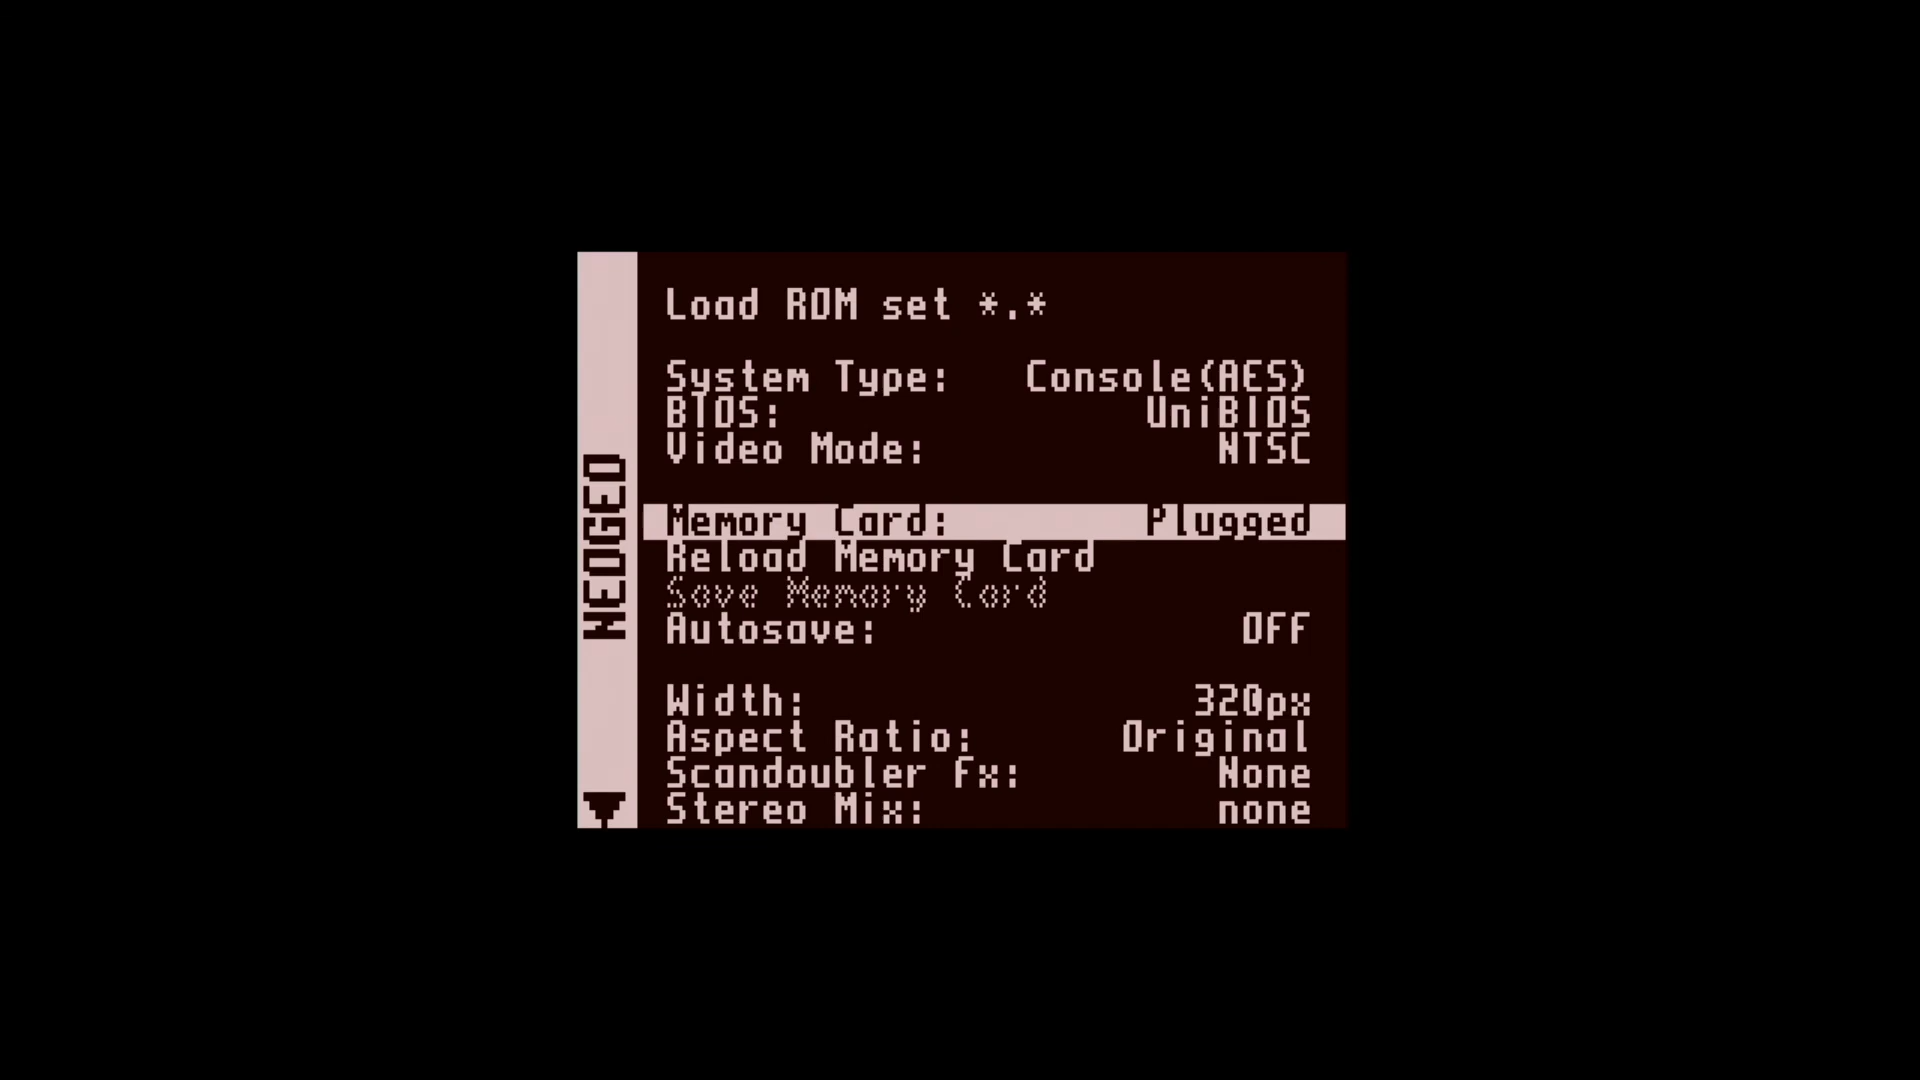 NEOGEO
Load ROM set *.*
System Type: Console(AES)
BIOS: UniBIOS
Video Mode: NTSC
Memory Card: Plugged
Reload Memory Card
Save Memory Card
Autosave: OFF
Width: 320px
Aspect Ratio: Original
Scandoubler Fx: None
Stereo Mix: none